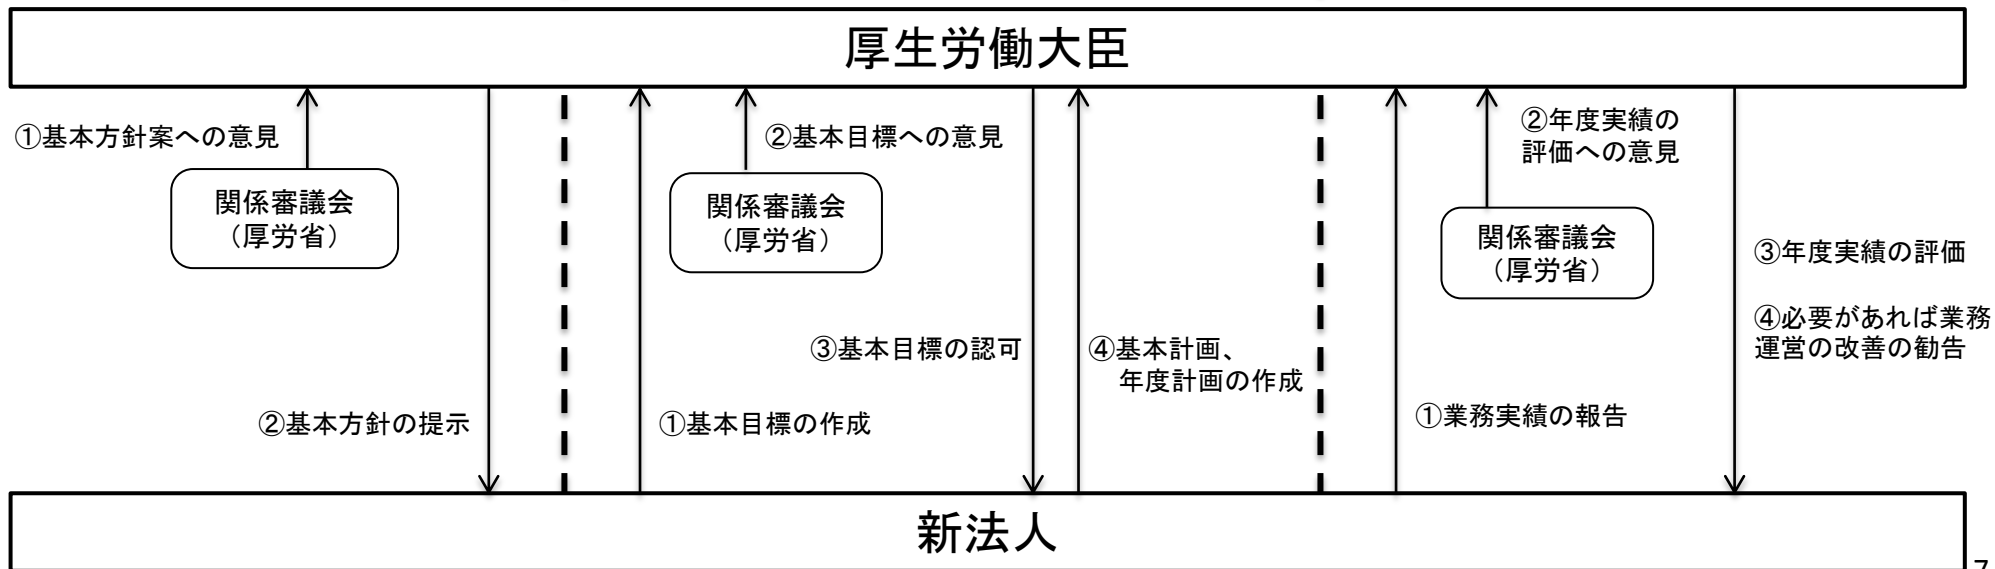 厚生労働大臣
①基本方針案への意見
関係審議会
（厚労省）
②基本方針の提示
②基本目標への意見
関係審議会
（厚労省）
③基本目標の認可
①基本目標の作成
④基本計画、
年度計画の作成
②年度実績の
評価への意見
関係審議会
（厚労省）
①業務実績の報告
③年度実績の評価
④必要があれば業務
運営の改善の勧告
新法人
7